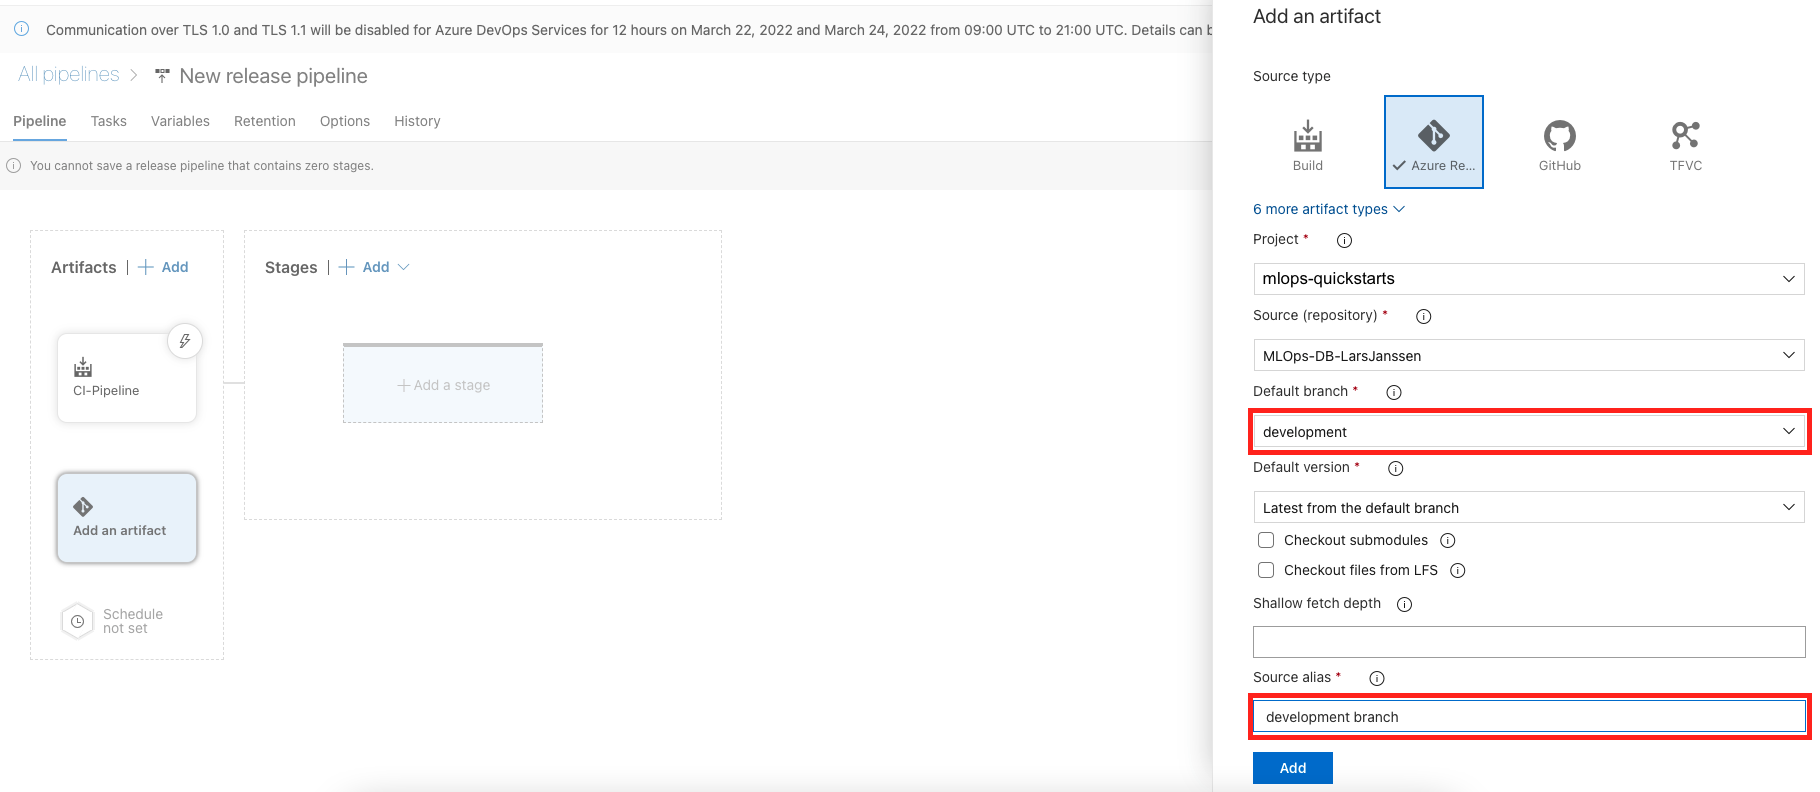 Communication over TLS 1.0 and TLS 1.1 will be disabled for Azure DevOps Services for 12 hours on March 22, 2022 and March 24, 2022 from 09:00 UTC to 21:00 UTC. Details can b
All pipelines > New release pipeline
Pipeline Tasks Variables Retention Options History
You cannot save a release pipeline that contains zero stages.
Artifacts | + Add
CI-Pipeline
Add an artifact
Schedule
not set
Stages | + Add
+ Add a stage
Add an artifact
Source type
Build
Azure Re...
GitHub
TFVC
6 more artifact types
Project *
mlops-quickstarts
Source (repository) *
MLOps-DB-LarsJanssen
Default branch *
development
Default version *
Latest from the default branch
Checkout submodules
Checkout files from LFS
Shallow fetch depth
Source alias *
development branch
Add